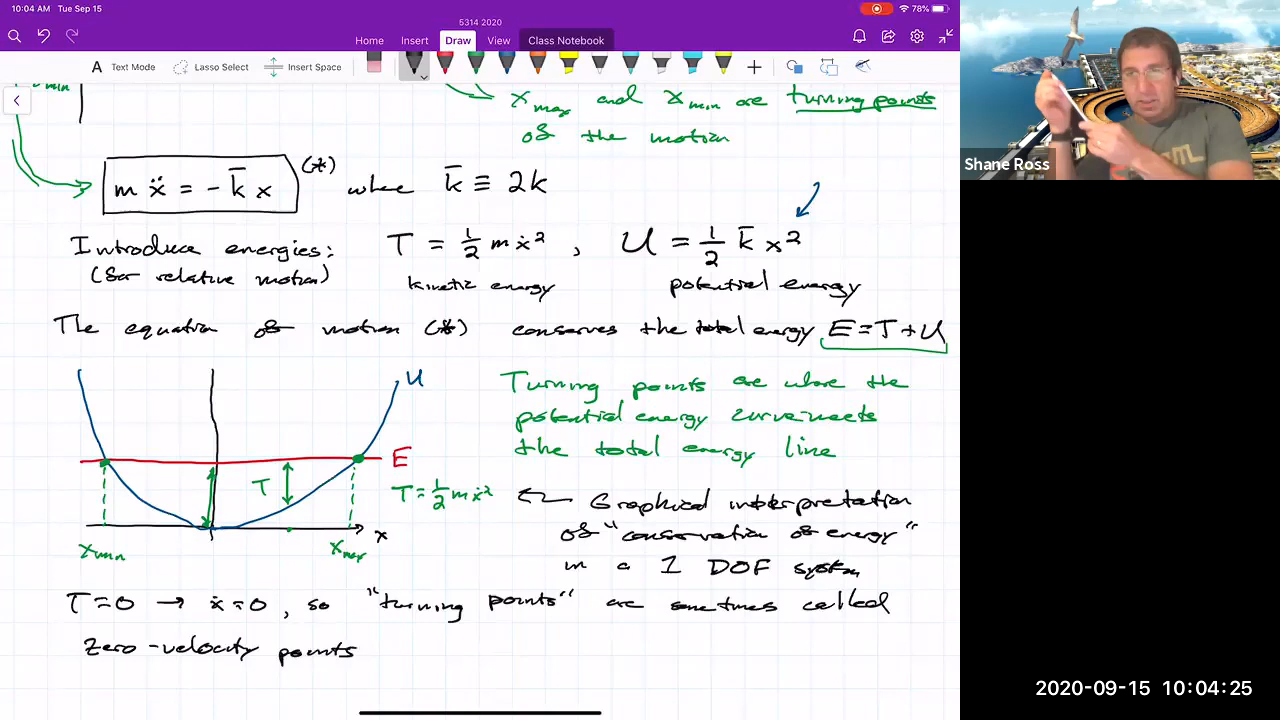 10:04 AM Tue Sep 15
78%
5314 2020
Home Insert Draw View Class Notebook
Text Mode Lasso Select Insert Space
x_max and x_min are turning points
of the motion
m ẍ = - k̄ x (*) where k̄ ≡ 2k
Introduce energies: T = 1/2 m ẋ², U = 1/2 k̄ x²
(for relative motion) kinetic energy potential energy
The equation of motion (*) conserves the total energy E = T + U
U
Turning points are where the
potential energy curve meets
the total energy line
E
T
T = 1/2 m ẋ²
Graphical interpretation
of "conservation of energy"
in a 1 DOF system
x
x_min x_max
T = 0 → ẋ = 0, so "turning points" are sometimes called
zero-velocity points
Shane Ross
2020-09-15 10:04:25